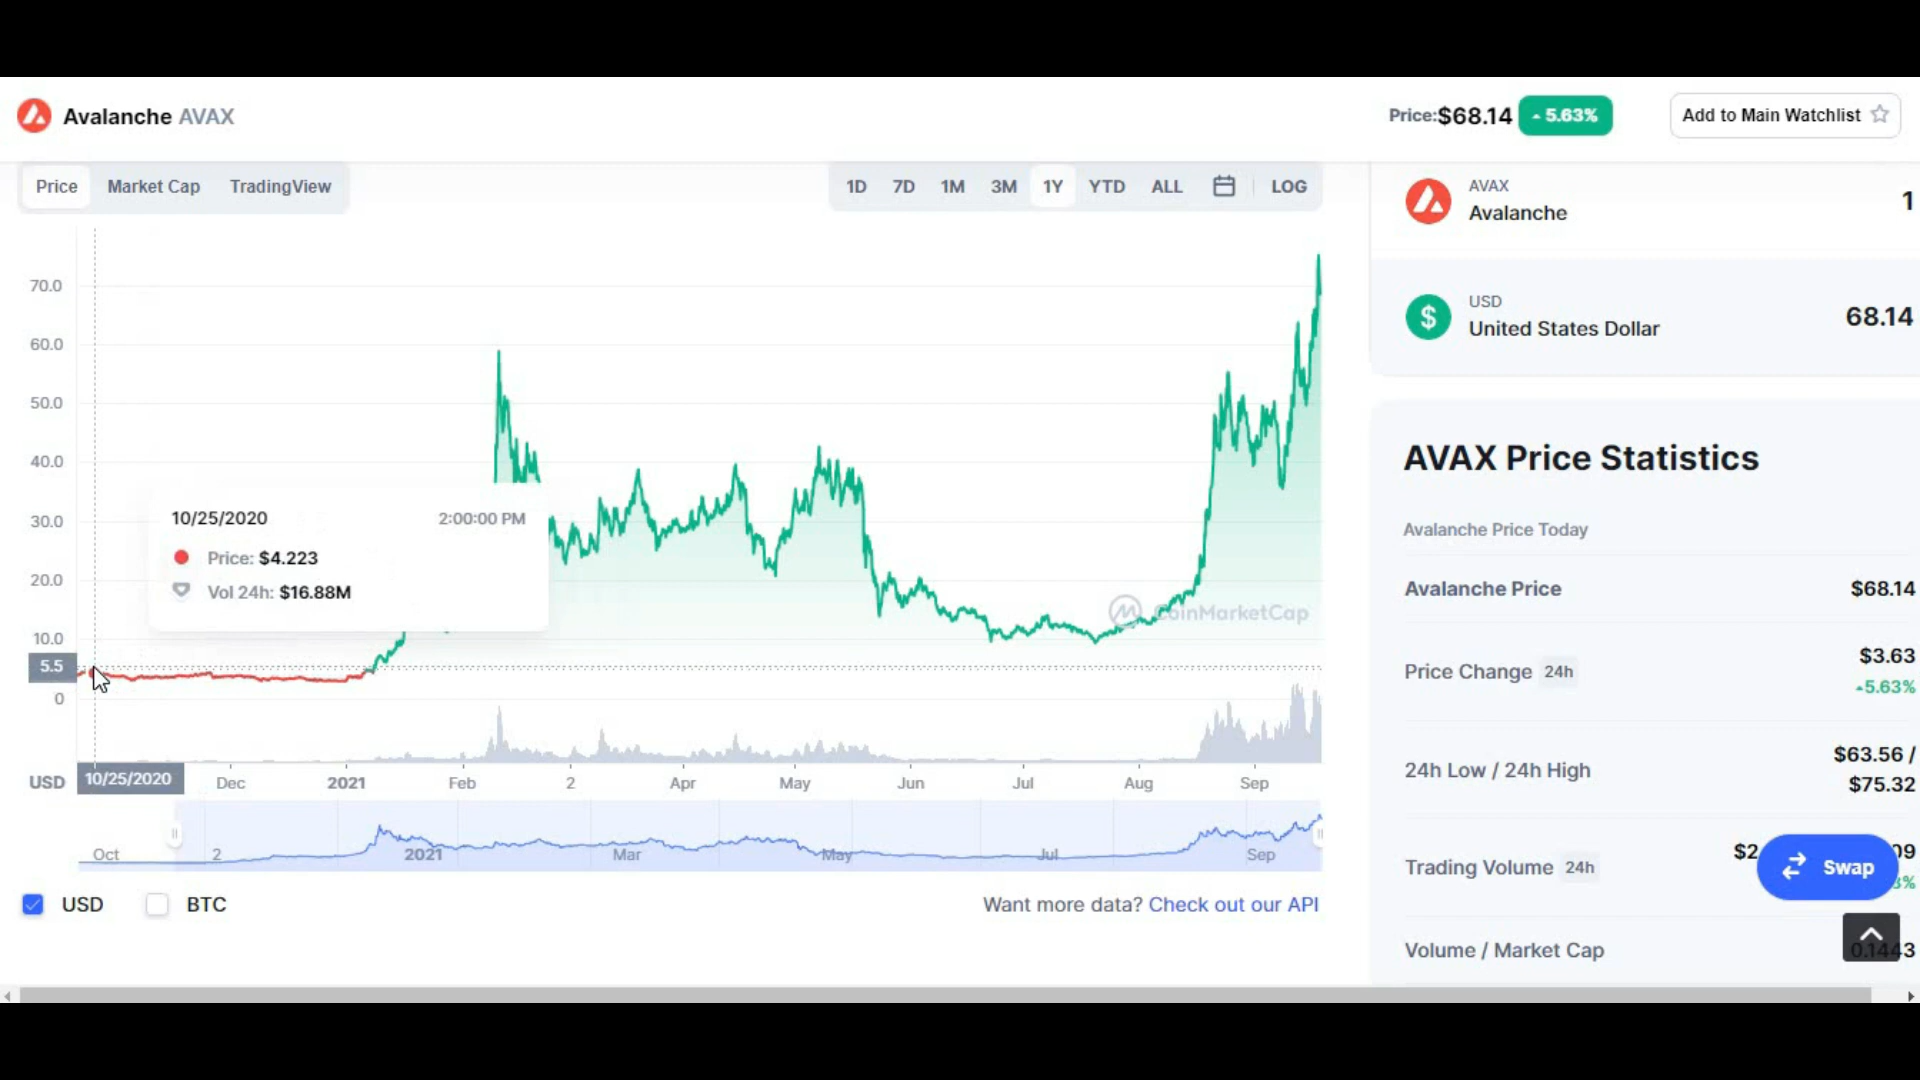 Avalanche AVAX
Price:$68.14 5.63%
Add to Main Watchlist
Price Market Cap TradingView
1D 7D 1M 3M 1Y YTD ALL LOG
70.0
60.0
50.0
40.0
30.0
20.0
10.0
5.5
0
10/25/2020 2:00:00 PM
Price: $4.223
Vol 24h: $16.88M
CoinMarketCap
USD 10/25/2020 Dec 2021 Feb 2 Apr May Jun Jul Aug Sep
Oct 2 2021 Mar May Jul Sep
USD BTC
Want more data? Check out our API
AVAX 1
Avalanche
USD
United States Dollar 68.14
AVAX Price Statistics
Avalanche Price Today
Avalanche Price $68.14
Price Change 24h $3.63
5.63%
24h Low / 24h High $63.56 /
$75.32
Trading Volume 24h
Swap
Volume / Market Cap